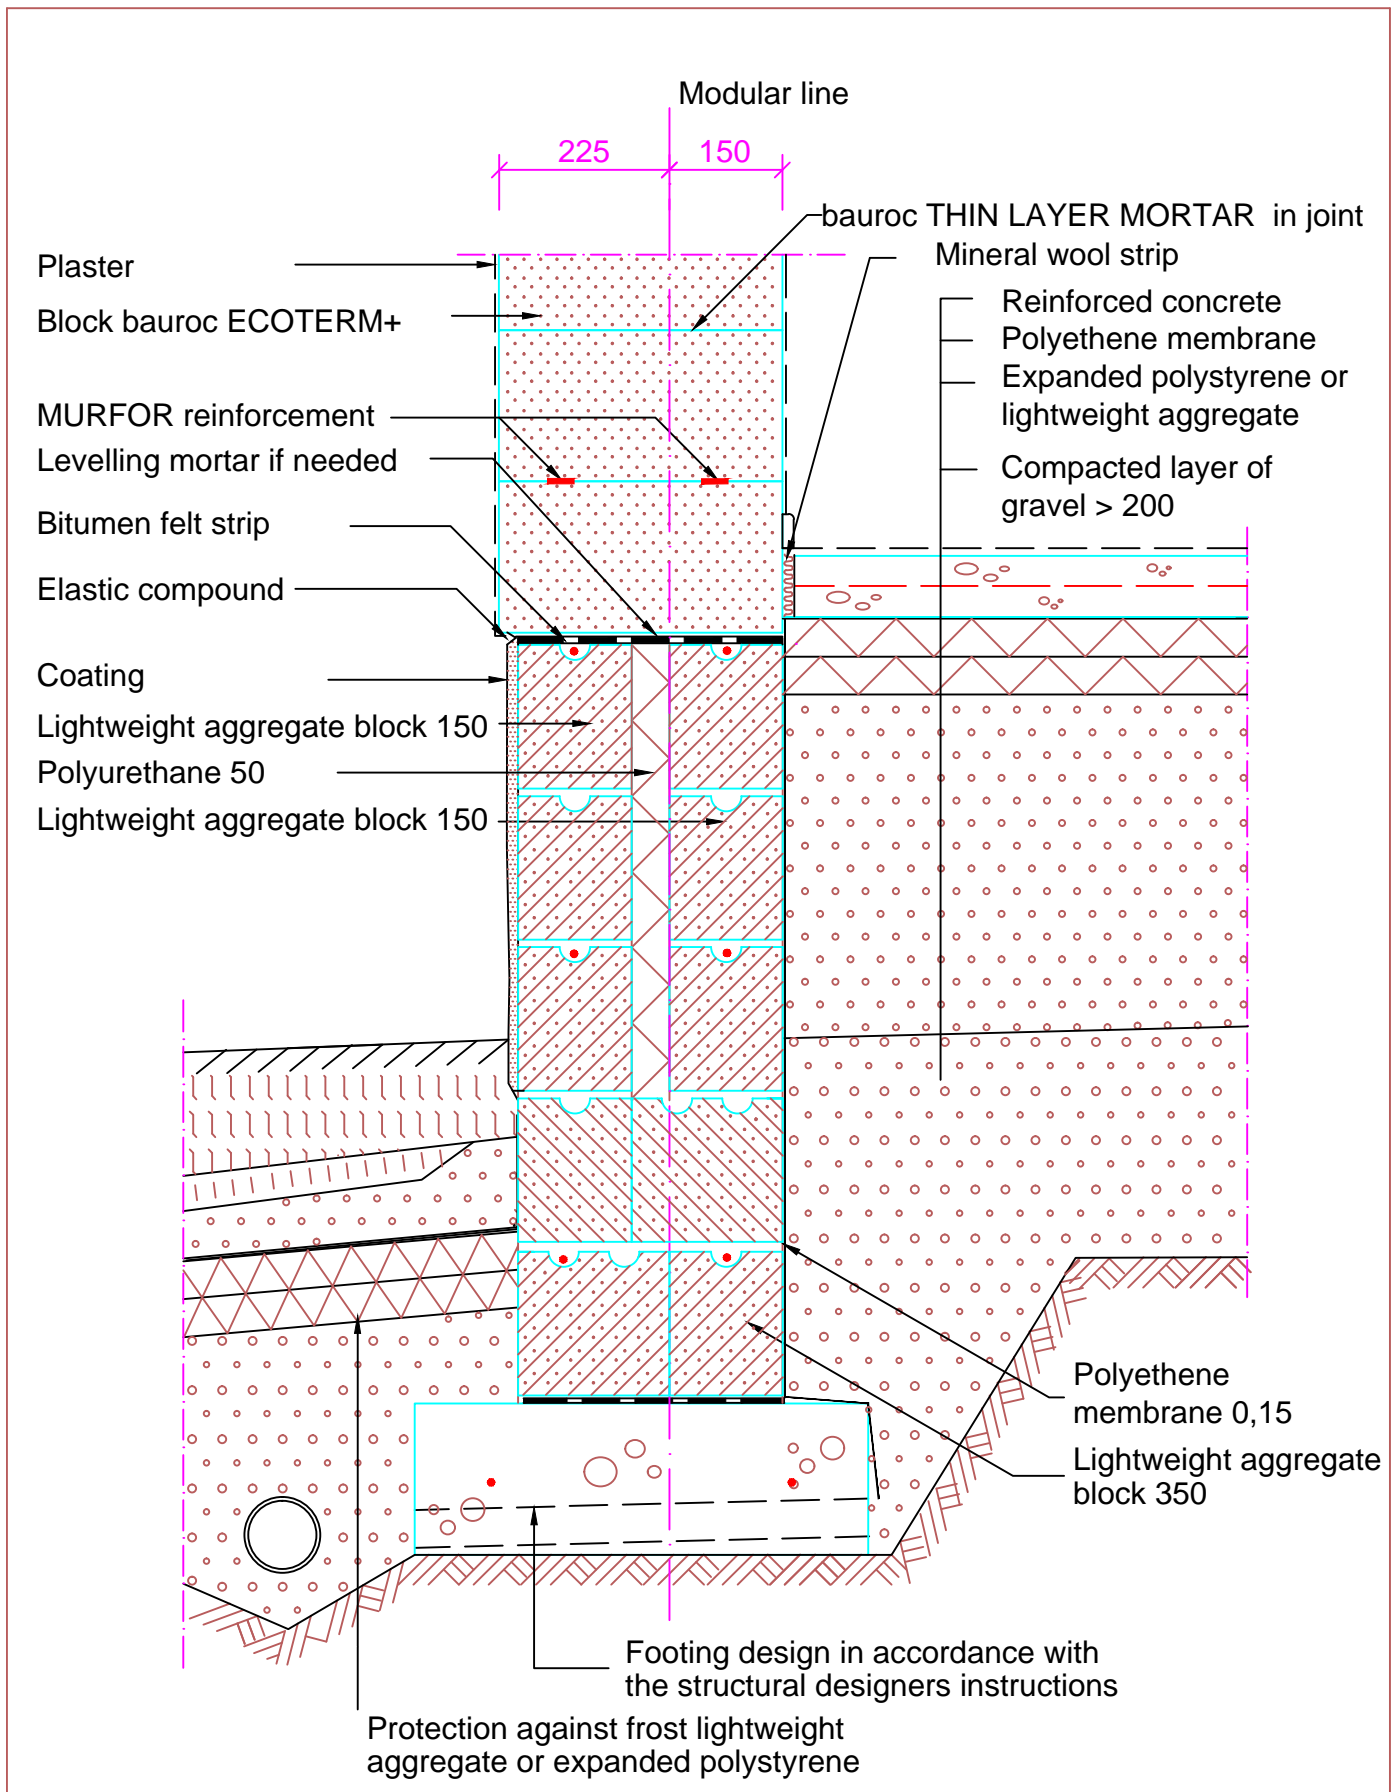 Modular line
225
150
bauroc THIN LAYER MORTAR in joint
Mineral wool strip
Plaster
Block bauroc ECOTERM+
Reinforced concrete
Polyethene membrane
Expanded polystyrene or
lightweight aggregate
Compacted layer of
gravel > 200
MURFOR reinforcement
Levelling mortar if needed
Bitumen felt strip
Elastic compound
Coating
Lightweight aggregate block 150
Polyurethane 50
Lightweight aggregate block 150
Polyethene
membrane 0,15
Lightweight aggregate
block 350
Footing design in accordance with
the structural designers instructions
Protection against frost lightweight
aggregate or expanded polystyrene